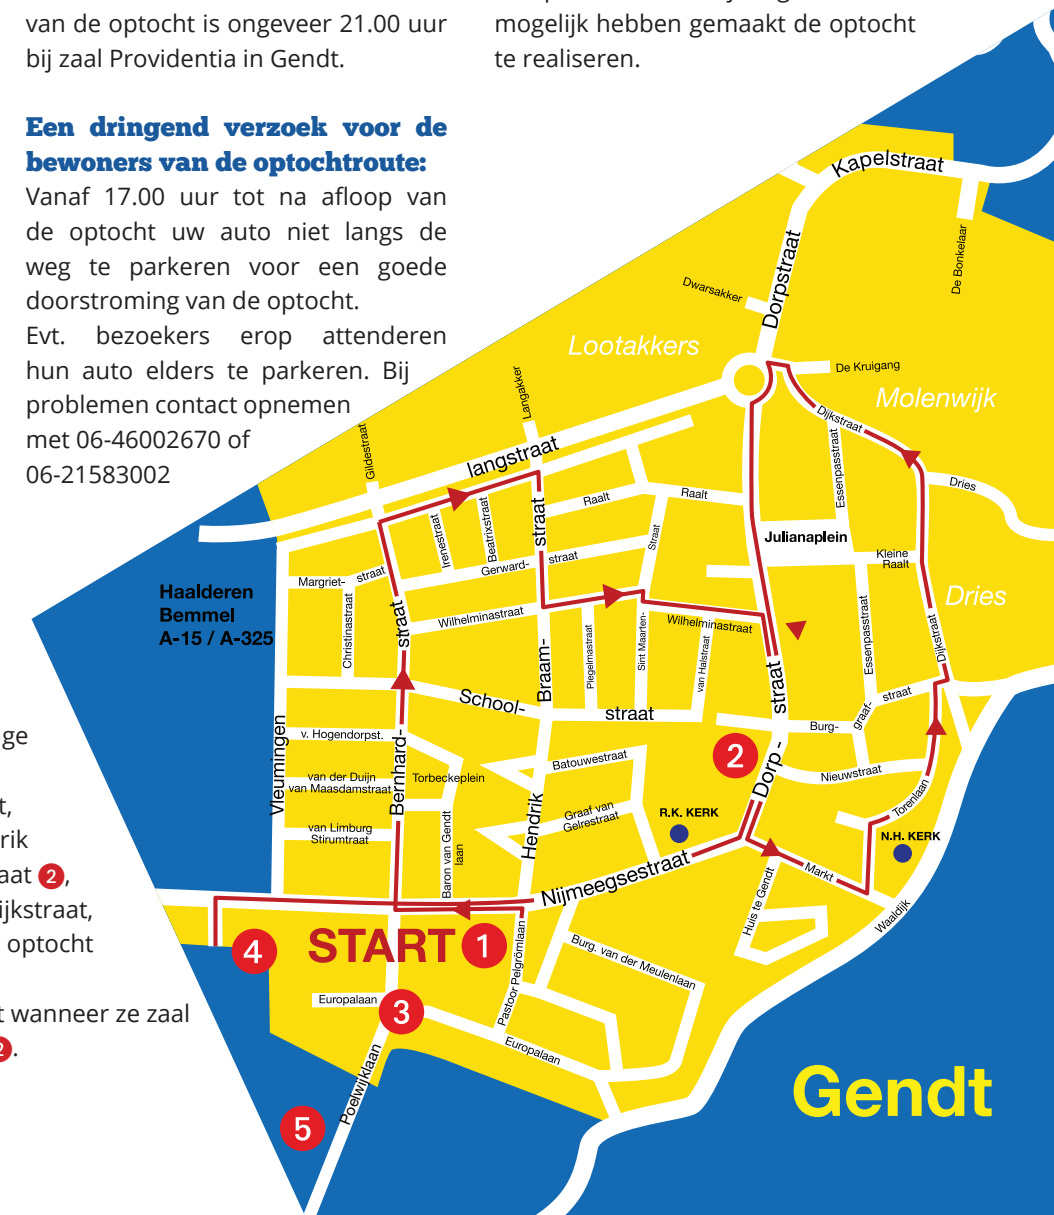 van de optocht is ongeveer 21.00 uur
bij zaal Providentia in Gendt.
mogelijk hebben gemaakt de optocht
te realiseren.
Een dringend verzoek voor de
bewoners van de optochtroute:
Vanaf 17.00 uur tot na afloop van
de optocht uw auto niet langs de
weg te parkeren voor een goede
doorstroming van de optocht.
Evt. bezoekers erop attenderen
hun auto elders te parkeren. Bij
problemen contact opnemen
met 06-46002670 of
06-21583002
ge
t,
rik
aat 2,
ijkstraat,
optocht
t wanneer ze zaal
2.
Kapelstraat
De Bonkelaar
Dorpstraat
Dwarsakker
Lootakkers
De Kruigang
Molenwijk
Dijkstraat
Langakker
Gildestraat
langstraat
Essenpasstraat
Dries
Raalt
Raalt
straat
Irenestraat
Beatrixstraat
Straat
Julianaplein
Kleine
Raalt
Gerward-
straat
Haalderen
Bemmel
A-15 / A-325
Margriet-
straat
Christinastraat
straat
Wilhelminastraat
Wilhelminastraat
Plegelmastraat
Sint Maarten-
van Halstraat
Essenpasstraat
Dries
Dijkstraat
Braam-
School-
straat
straat
Burg-
graaf-
straat
Vleumingen
v. Hogendorpst.
Bernhard-
van der Duijn
van Maasdamstraat
Torbeckeplein
Batouwestraat
2
Dorp-
Nieuwstraat
Torenlaan
van Limburg
Stirumtraat
Baron van Gendt
laan
Hendrik
Graaf van
Gelrestraat
R.K. KERK
N.H. KERK
Nijmeegsestraat
Markt
Huis te Gendt
Waaldijk
4
START
1
Pastoor Pelgrömlaan
Burg. van der Meulenlaan
Europalaan
3
Europalaan
Poelwijklaan
5
Gendt